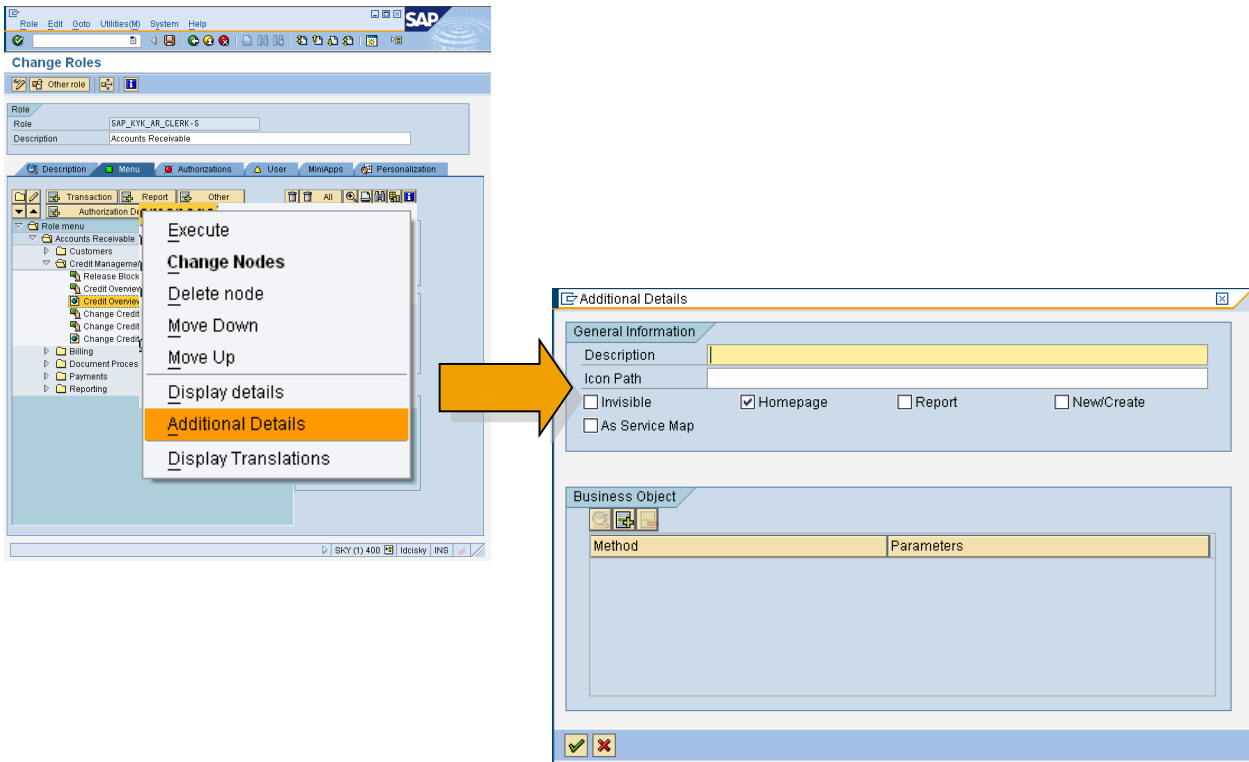 Role Edit Goto Utilities(M) System Help
SAP
Change Roles
Other role
Role
Role SAP_KYK_AR_CLERK-S
Description Accounts Receivable
Description Menu Authorizations User MiniApps Personalization
Transaction Report Other All
Authorization De
Role menu
Accounts Receivable
Customers
Credit Managemen
Release Block
Credit Overview
Credit Overview
Change Credit
Change Credit
Change Credit
Billing
Document Proces
Payments
Reporting
Execute
Change Nodes
Delete node
Move Down
Move Up
Display details
Additional Details
Display Translations
SKY (1) 400 ldcisky INS
Additional Details
General Information
Description
Icon Path
Invisible Homepage Report New/Create
As Service Map
Business Object
Method Parameters